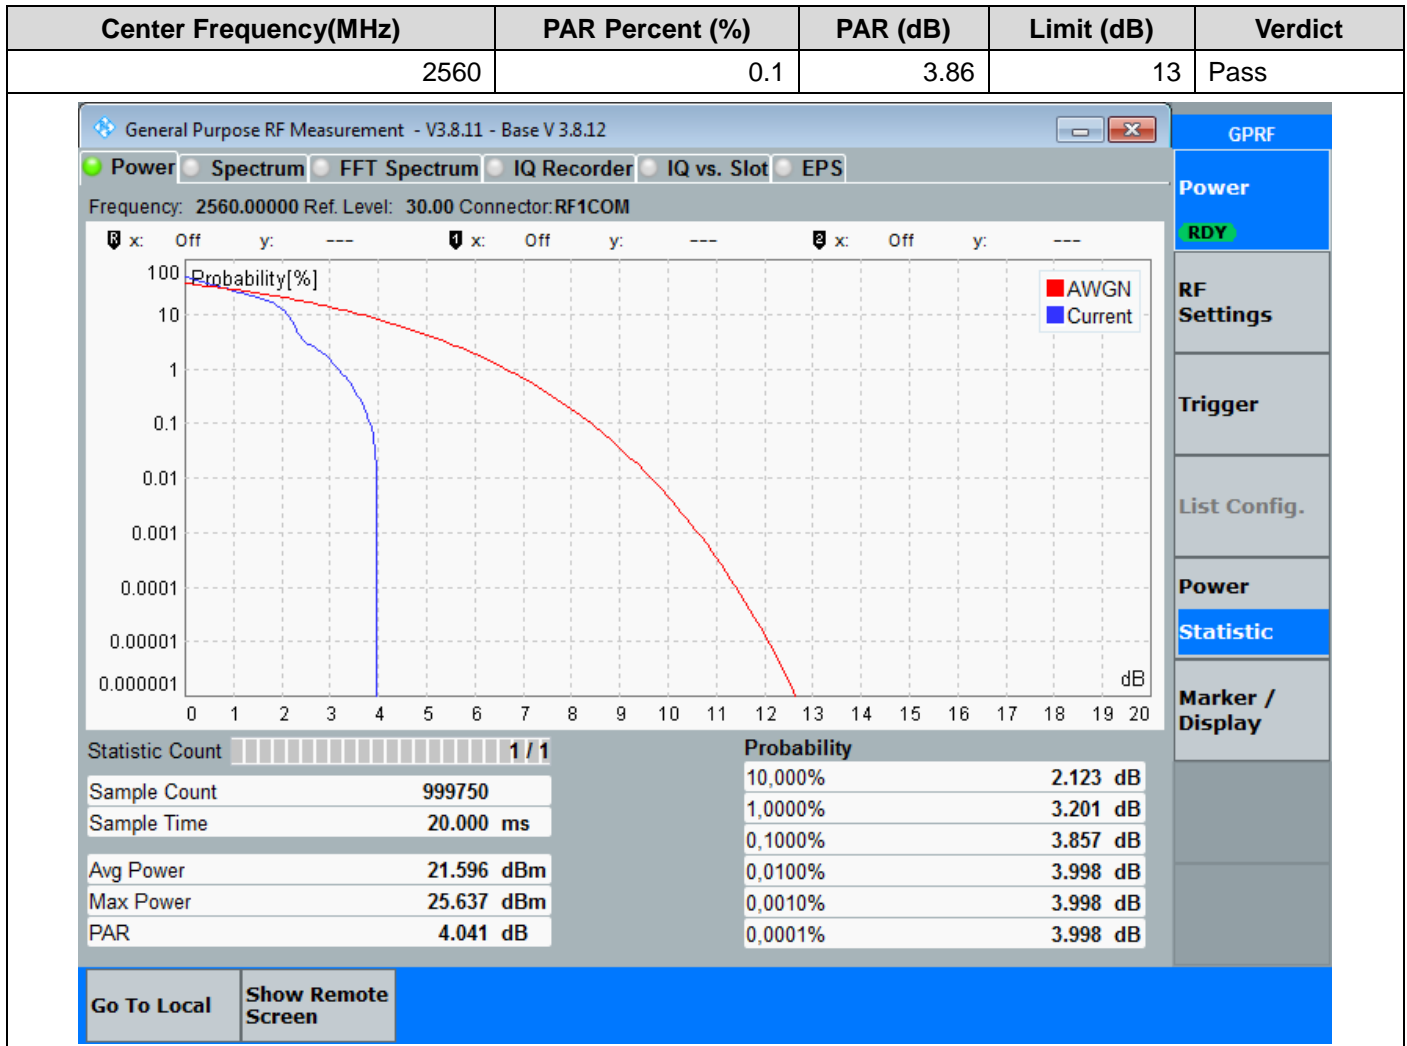 Center Frequency(MHz) PAR Percent (%) PAR (dB) Limit (dB) Verdict
2560 0.1 3.86 13 Pass
General Purpose RF Measurement - V3.8.11 - Base V 3.8.12
GPRF
Power Spectrum FFT Spectrum IQ Recorder IQ vs. Slot EPS
Frequency: 2560.00000 Ref. Level: 30.00 Connector:RF1COM
R x: Off y: --- 1 x: Off y: --- 2 x: Off y: ---
Probability[%]
100
10
1
0.1
0.01
0.001
0.0001
0.00001
0.000001
AWGN
Current
dB
0 1 2 3 4 5 6 7 8 9 10 11 12 13 14 15 16 17 18 19 20
Statistic Count 1 / 1
Sample Count 999750
Sample Time 20.000 ms
Avg Power 21.596 dBm
Max Power 25.637 dBm
PAR 4.041 dB
Probability
10,000% 2.123 dB
1,0000% 3.201 dB
0,1000% 3.857 dB
0,0100% 3.998 dB
0,0010% 3.998 dB
0,0001% 3.998 dB
Power
RDY
RF
Settings
Trigger
List Config.
Power
Statistic
Marker /
Display
Go To Local
Show Remote
Screen